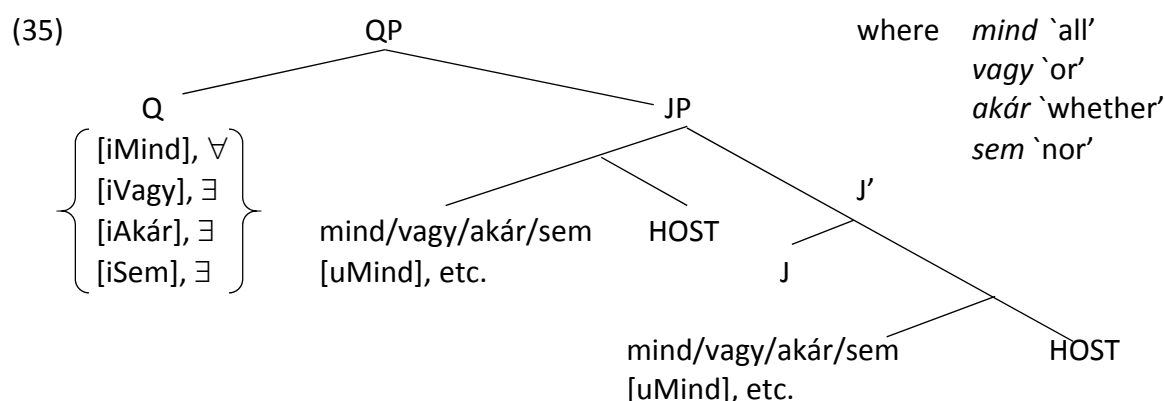 (35) QP where mind `all’
vagy `or’
Q JP akár `whether’
[iMind], ∀ sem `nor’
[iVagy], ∃ J’
[iAkár], ∃ mind/vagy/akár/sem HOST
[iSem], ∃ [uMind], etc. J
mind/vagy/akár/sem HOST
[uMind], etc.